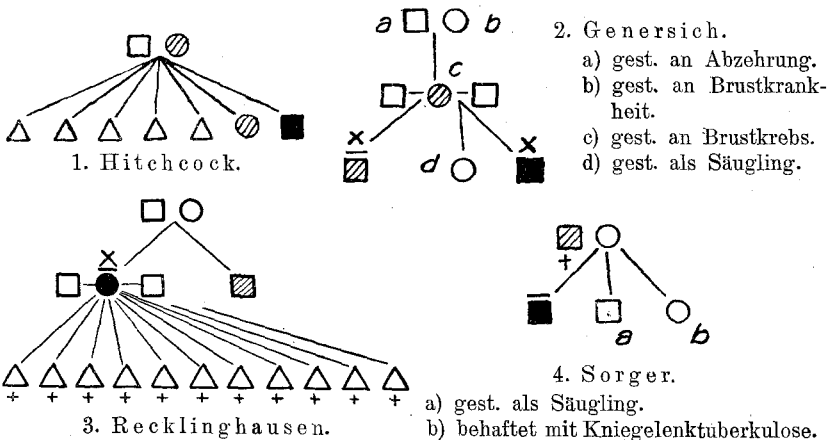 a b
c
d
1. Hitchcock.
2. Genersich.
a) gest. an Abzehrung.
b) gest. an Brustkrank-
heit.
c) gest. an Brustkrebs.
d) gest. als Säugling.
3. Recklinghausen.
a
b
4. Sorger.
a) gest. als Säugling.
b) behaftet mit Kniegelenktuberkulose.